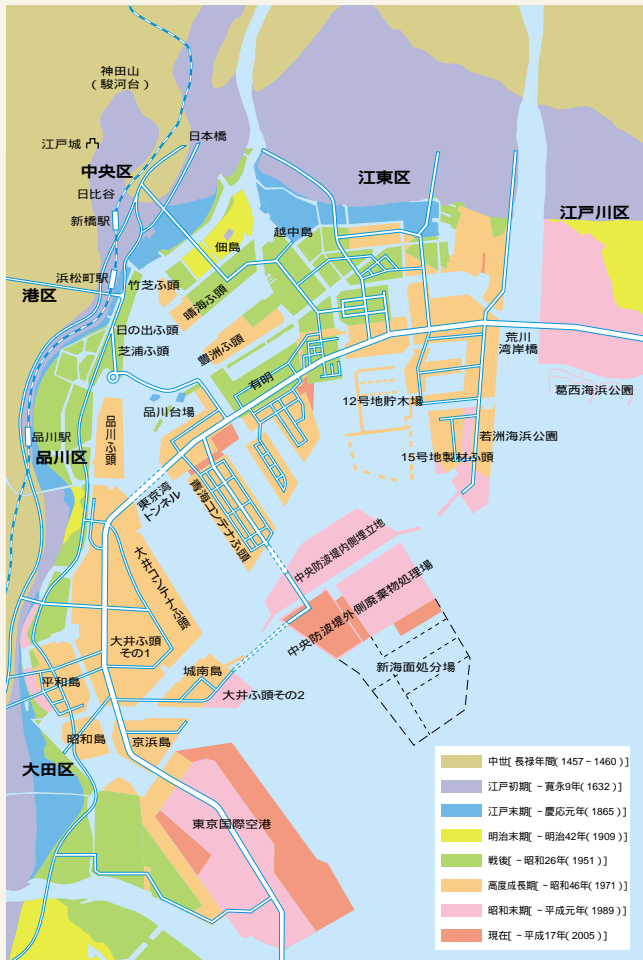 神田山
（駿河台）
江戸城
日本橋
中央区
江東区
日比谷
江戸川区
新橋駅
佃島
越中島
浜松町駅
竹芝ふ頭
港区
晴海ふ頭
日の出ふ頭
芝浦ふ頭
豊洲ふ頭
荒川
湾岸橋
有明
葛西海浜公園
品川台場
12号地貯木場
品川ふ頭
品川駅
若洲海浜公園
品川区
15号地製材ふ頭
東京湾
トンネル
青海コンテナふ頭
中央防波堤内側埋立地
大井コンテナふ頭
中央防波堤外側廃棄物処理場
大井ふ頭
その1
新海面処分場
城南島
平和島
大井ふ頭その2
昭和島
京浜島
大田区
東京国際空港
中世[ 長禄年間( 1457 - 1460 ) ]
江戸初期[ ~ 寛永9年( 1632 ) ]
江戸末期[ ~ 慶応元年( 1865 ) ]
明治末期[ ~ 明治42年( 1909 ) ]
戦後[ ~ 昭和26年( 1951 ) ]
高度成長期[ ~ 昭和46年( 1971 ) ]
昭和末期[ ~ 平成元年( 1989 ) ]
現在[ ~ 平成17年( 2005 ) ]